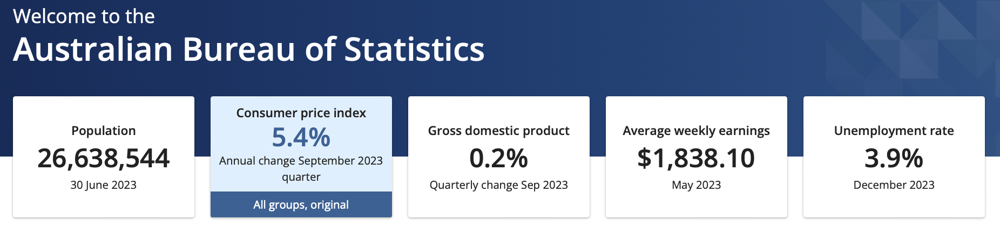 Welcome to the
Australian Bureau of Statistics
Population
26,638,544
30 June 2023
Consumer price index
5.4%
Annual change September 2023
quarter
All groups, original
Gross domestic product
0.2%
Quarterly change Sep 2023
Average weekly earnings
$1,838.10
May 2023
Unemployment rate
3.9%
December 2023